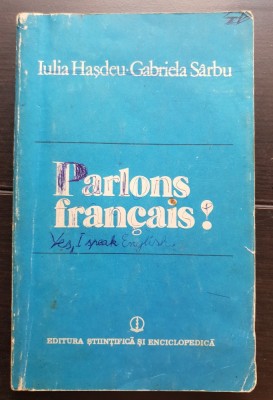 Iulia Hașdeu · Gabriela Sârbu
Parlons
français!
Yes, I speak English
EDITURA ȘTIINȚIFICĂ ȘI ENCICLOPEDICĂ